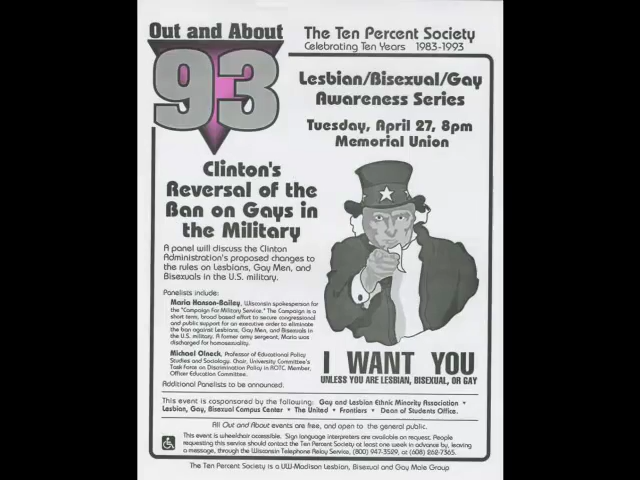 Out and About
93
The Ten Percent Society
Celebrating Ten Years 1983-1993
Lesbian/Bisexual/Gay
Awareness Series
Tuesday, April 27, 8pm
Memorial Union
Clinton's
Reversal of the
Ban on Gays in
the Military
A panel will discuss the Clinton
Administration's proposed changes to
the rules on Lesbians, Gay Men, and
Bisexuals in the U.S. military.
Panelists include:
Maria Hanson-Bailey, Wisconsin spokesperson for
the "Campaign For Military Service." The Campaign is a
short term, broad based effort to secure congressional
and public support for an executive order to eliminate
the ban against Lesbians, Gay Men, and Bisexuals in
the U.S. military. A former army sergeant, Maria was
discharged for homosexuality.
Michael Olneck, Professor of Educational Policy
Studies and Sociology. Chair, University Committee's
Task Force on Discrimination Policy in ROTC. Member,
Officer Education Committee.
Additional Panelists to be announced.
I WANT YOU
UNLESS YOU ARE LESBIAN, BISEXUAL, OR GAY
This event is cosponsored by the following: Gay and Lesbian Ethnic Minority Association •
Lesbian, Gay, Bisexual Campus Center • The United • Frontiers • Dean of Students Office.
All Out and About events are free, and open to the general public.
This event is wheelchair accessible. Sign language interpreters are available on request. People
requesting this service should contact the Ten Percent Society at least one week in advance by, leaving
a message, through the Wisconsin Telephone Relay Service, (800) 947-3529, at (608) 262-7365.
The Ten Percent Society is a UW-Madison Lesbian, Bisexual and Gay Male Group